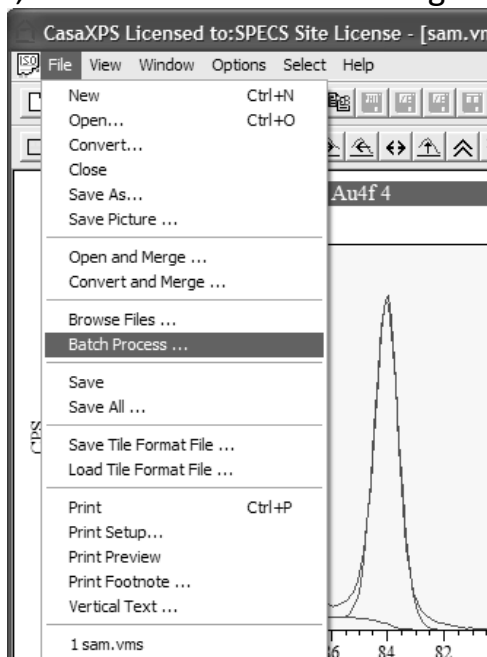 CasaXPS Licensed to:SPECS Site License - [sam.vm
File View Window Options Select Help
New Ctrl+N
Open... Ctrl+O
Convert...
Close
Save As...
Save Picture ...
Open and Merge ...
Convert and Merge ...
Browse Files ...
Batch Process ...
Save
Save All ...
Save Tile Format File ...
Load Tile Format File ...
Print Ctrl+P
Print Setup...
Print Preview
Print Footnote ...
Vertical Text ...
1 sam.vms
Au4f 4
CPS
84 82